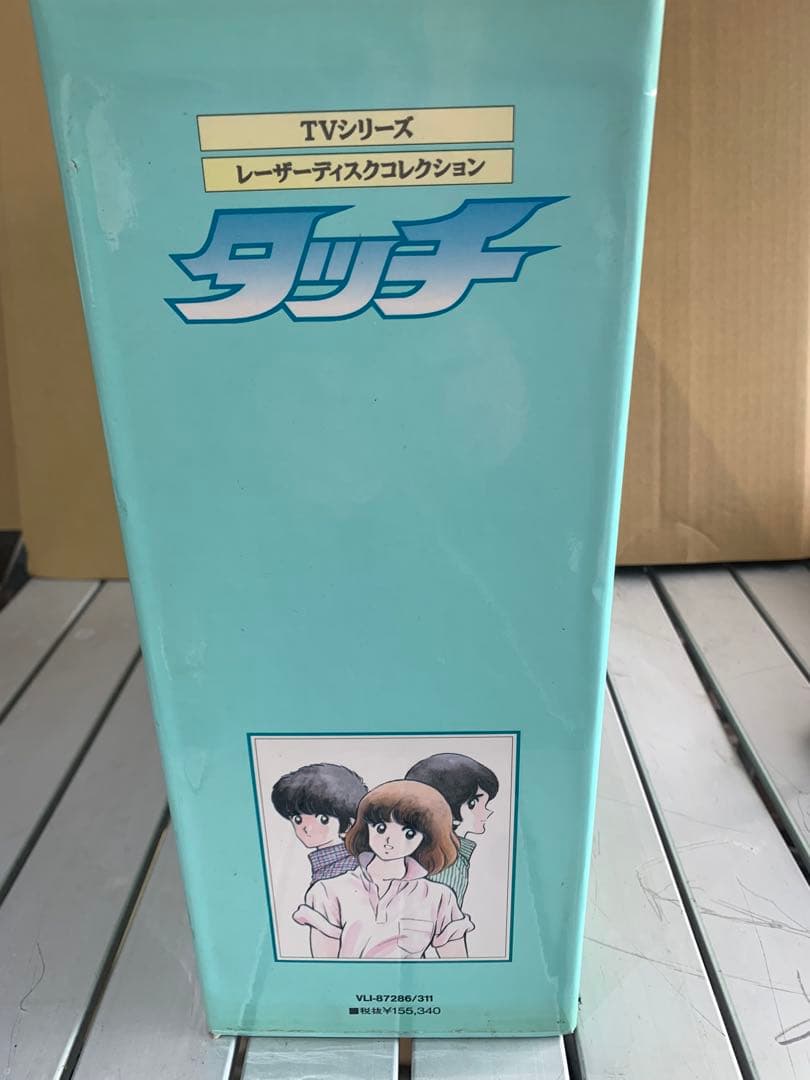 TVシリーズ
レーザーディスクコレクション
タッチ
VLI-87286/311
■税抜¥155,340